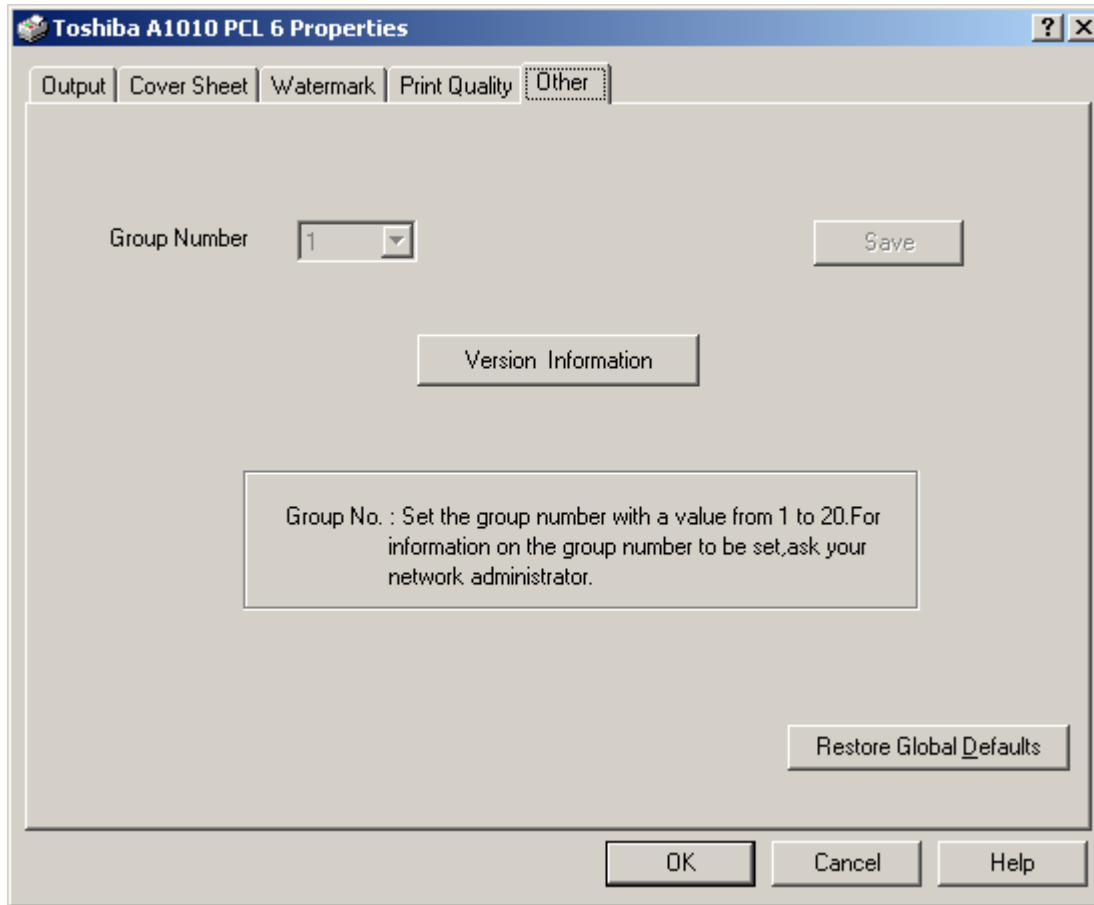 Toshiba A1010 PCL 6 Properties
Output Cover Sheet Watermark Print Quality Other
Group Number 1 Save
Version Information
Group No. : Set the group number with a value from 1 to 20.For
information on the group number to be set,ask your
network administrator.
Restore Global Defaults
OK Cancel Help